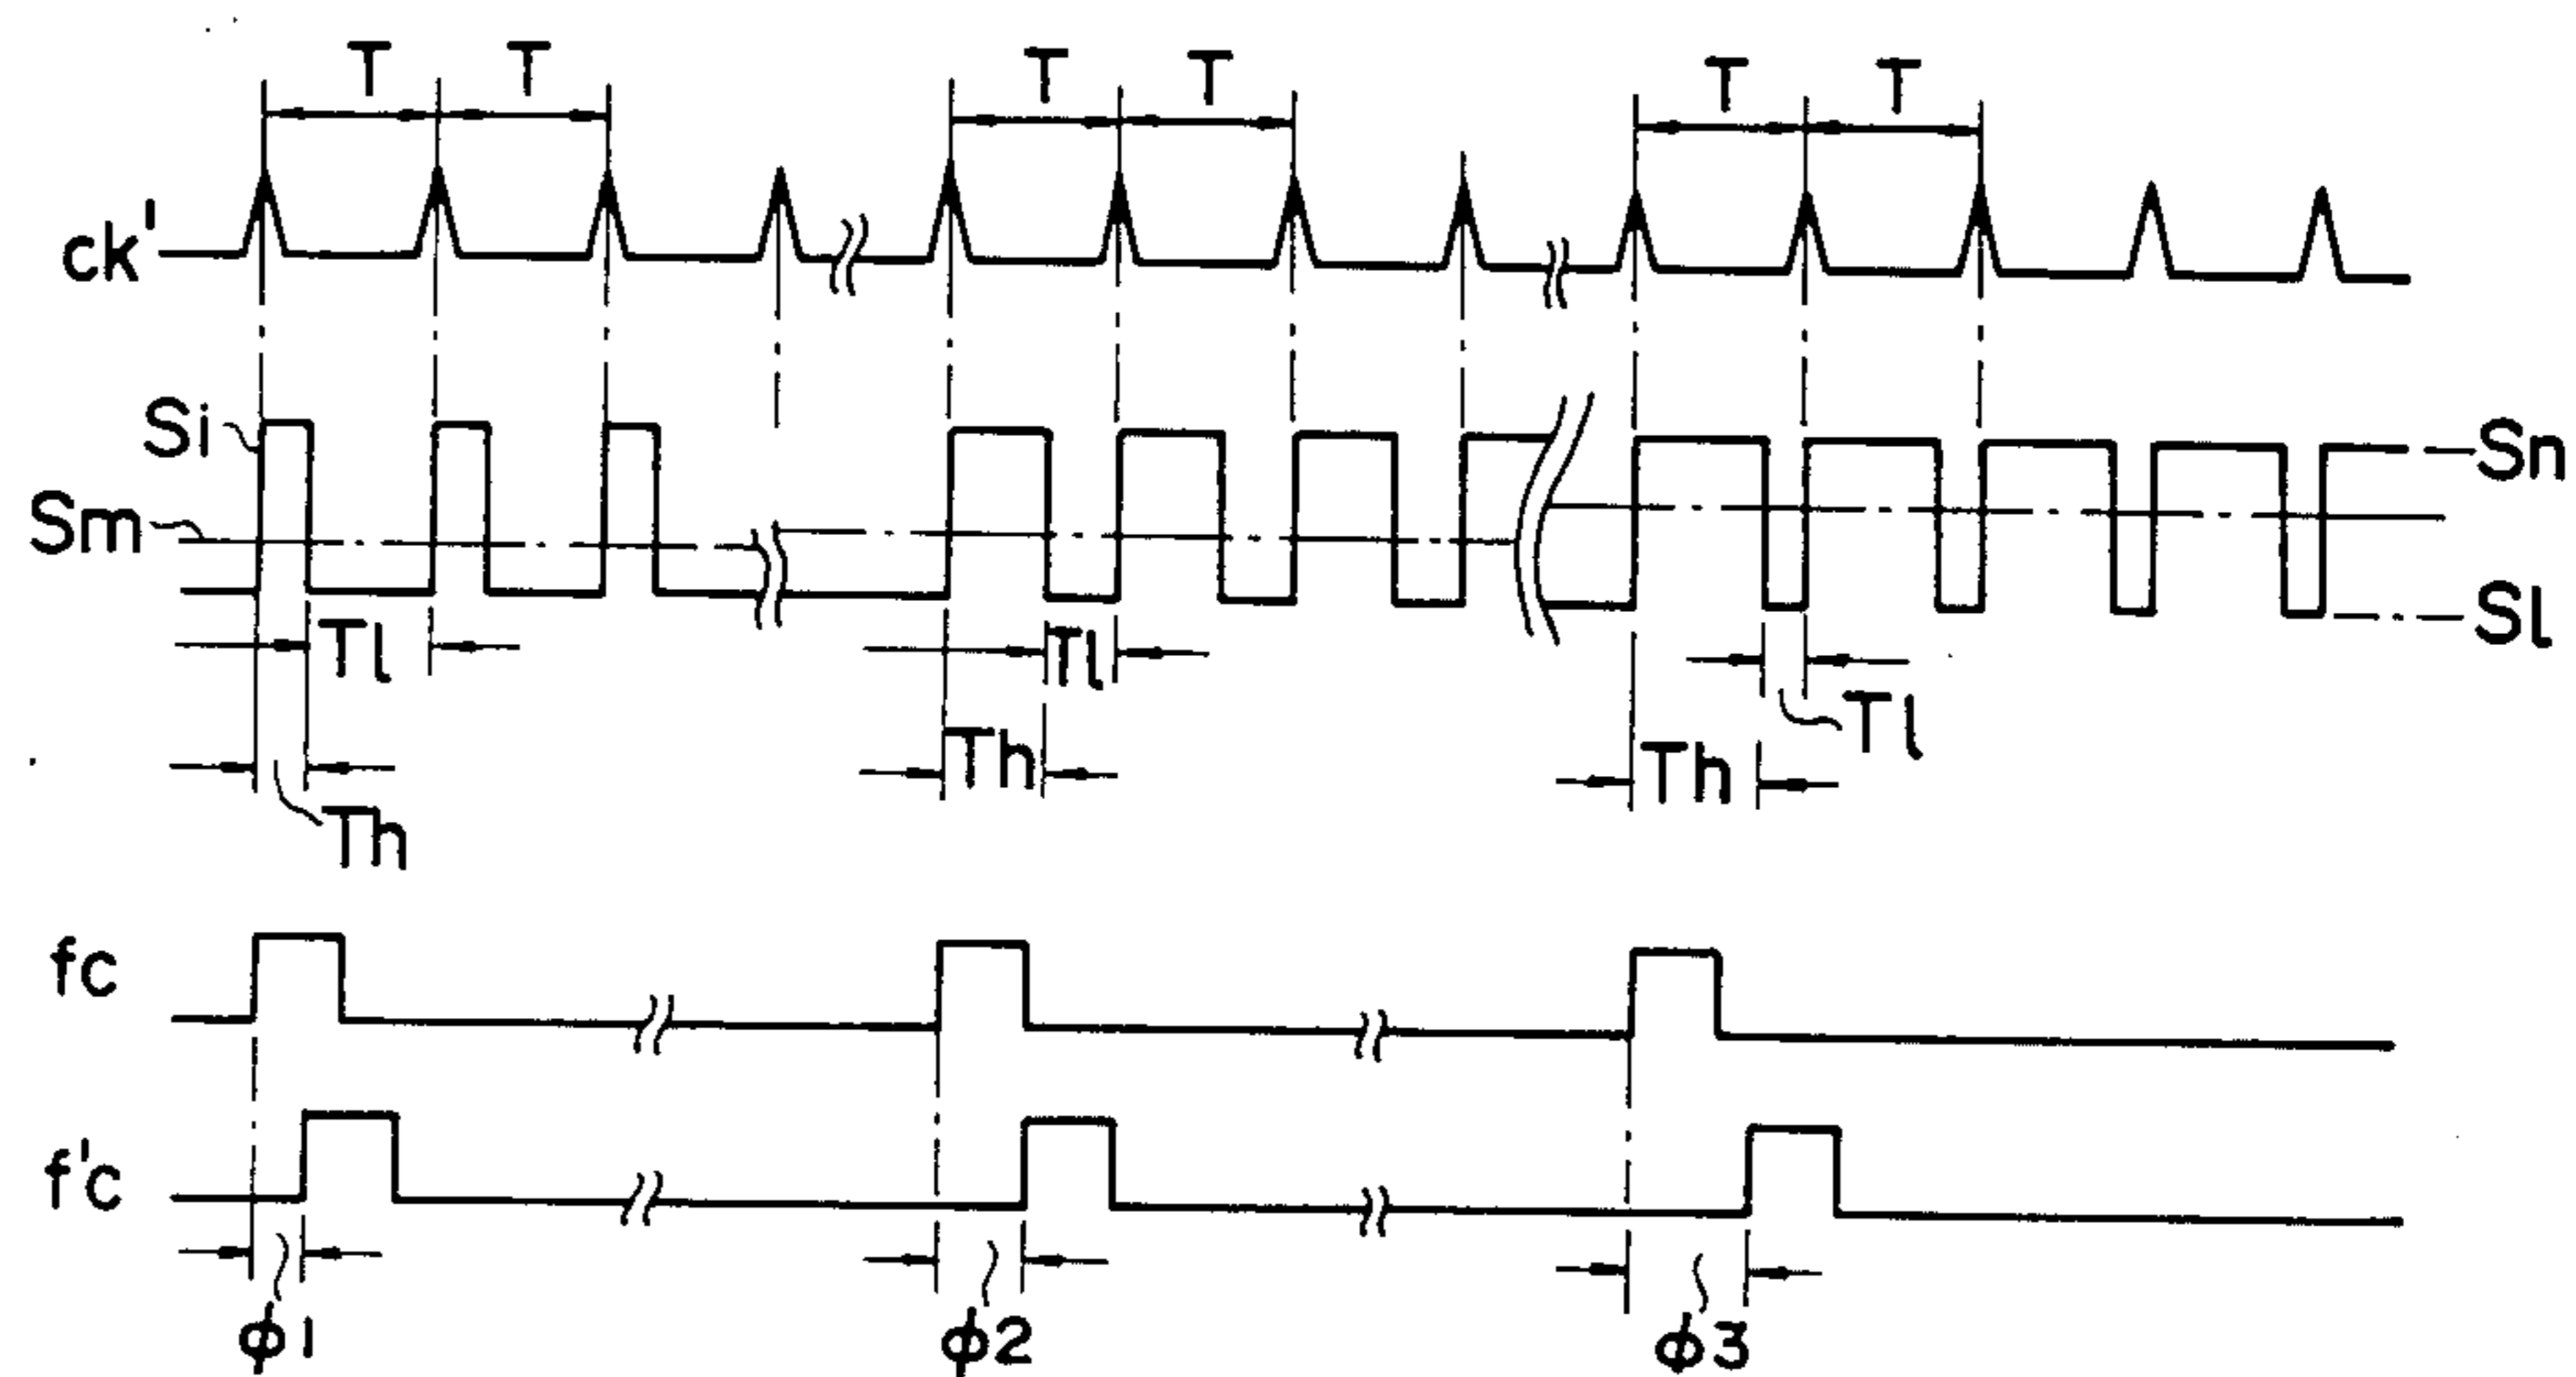 T T T T T T
ck'
Si
Sn
Sm
Sl
Tl Tl Tl
Th Th Th
fc
f'c
φ1 φ2 φ3